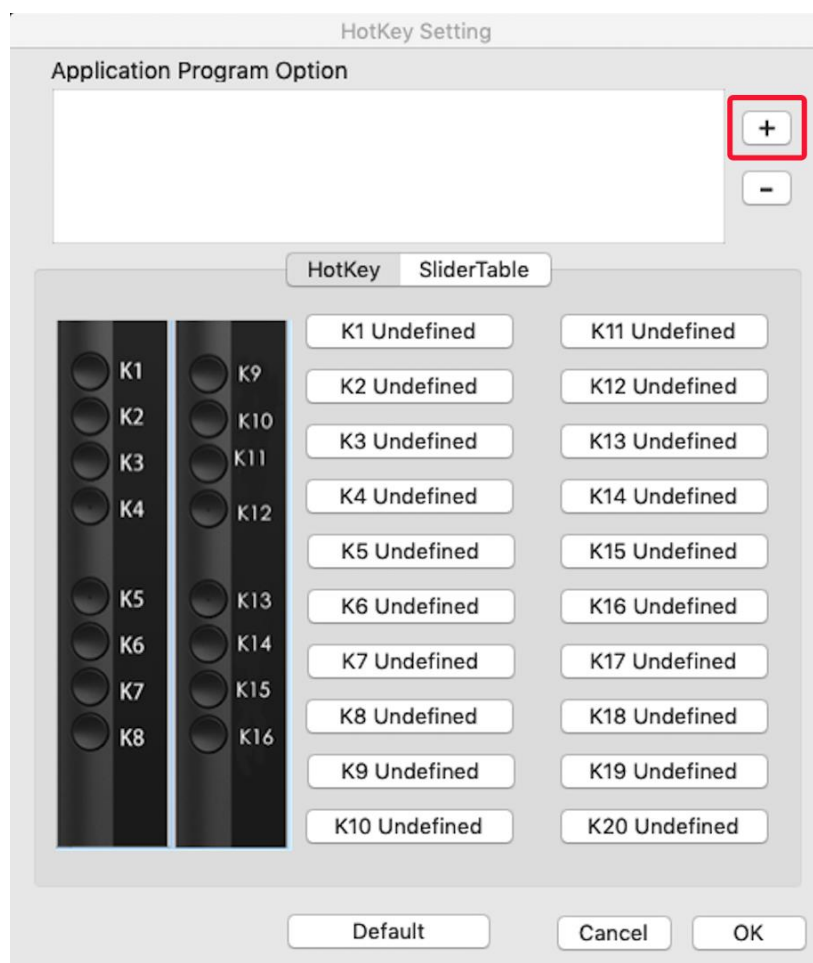 HotKey Setting
Application Program Option
+
-
HotKey SliderTable
K1
K2
K3
K4
K5
K6
K7
K8
K9
K10
K11
K12
K13
K14
K15
K16
K1 Undefined K11 Undefined
K2 Undefined K12 Undefined
K3 Undefined K13 Undefined
K4 Undefined K14 Undefined
K5 Undefined K15 Undefined
K6 Undefined K16 Undefined
K7 Undefined K17 Undefined
K8 Undefined K18 Undefined
K9 Undefined K19 Undefined
K10 Undefined K20 Undefined
Default Cancel OK